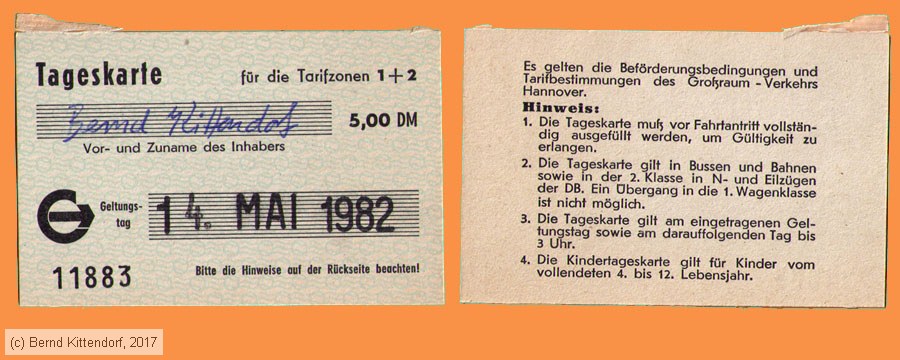 Tageskarte für die Tarifzonen 1+2
Bernd Kittendorf 5,00 DM
Vor- und Zuname des Inhabers
Geltungs-
tag
14. MAI 1982
11883 Bitte die Hinweise auf der Rückseite beachten!
Es gelten die Beförderungsbedingungen und
Tarifbestimmungen des Großraum-Verkehrs
Hannover.
Hinweis:
1. Die Tageskarte muß vor Fahrtantritt vollstän-
dig ausgefüllt werden, um Gültigkeit zu
erlangen.
2. Die Tageskarte gilt in Bussen und Bahnen
sowie in der 2. Klasse in N- und Eilzügen
der DB. Ein Übergang in die 1. Wagenklasse
ist nicht möglich.
3. Die Tageskarte gilt am eingetragenen Gel-
tungstag sowie am darauffolgenden Tag bis
3 Uhr.
4. Die Kindertageskarte gilt für Kinder vom
vollendeten 4. bis 12. Lebensjahr.
(c) Bernd Kittendorf, 2017